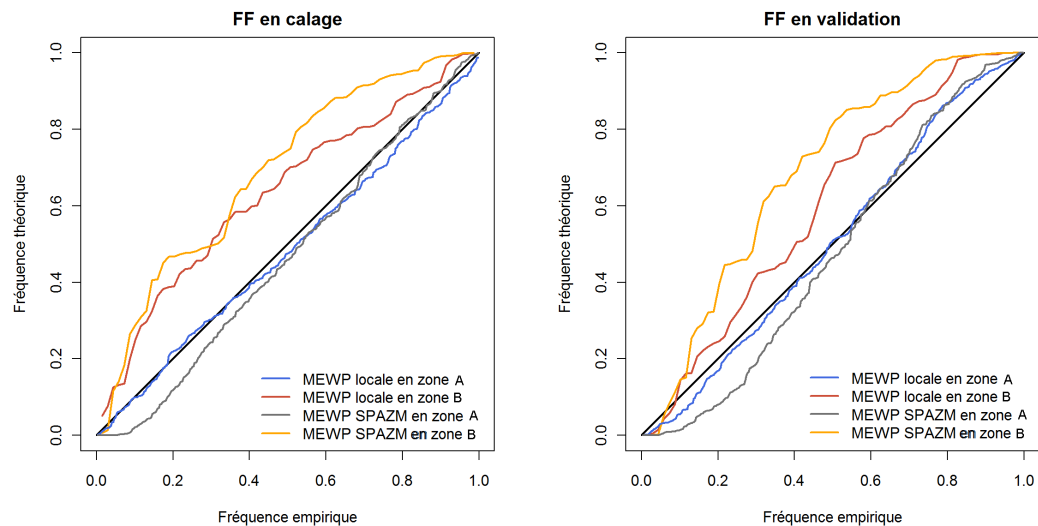 FF en calage
Fréquence théorique
1.0
0.8
0.6
0.4
0.2
0.0
MEWP locale en zone A
MEWP locale en zone B
MEWP SPAZM en zone A
MEWP SPAZM en zone B
0.0 0.2 0.4 0.6 0.8 1.0
Fréquence empirique
FF en validation
Fréquence théorique
1.0
0.8
0.6
0.4
0.2
0.0
MEWP locale en zone A
MEWP locale en zone B
MEWP SPAZM en zone A
MEWP SPAZM en zone B
0.0 0.2 0.4 0.6 0.8 1.0
Fréquence empirique